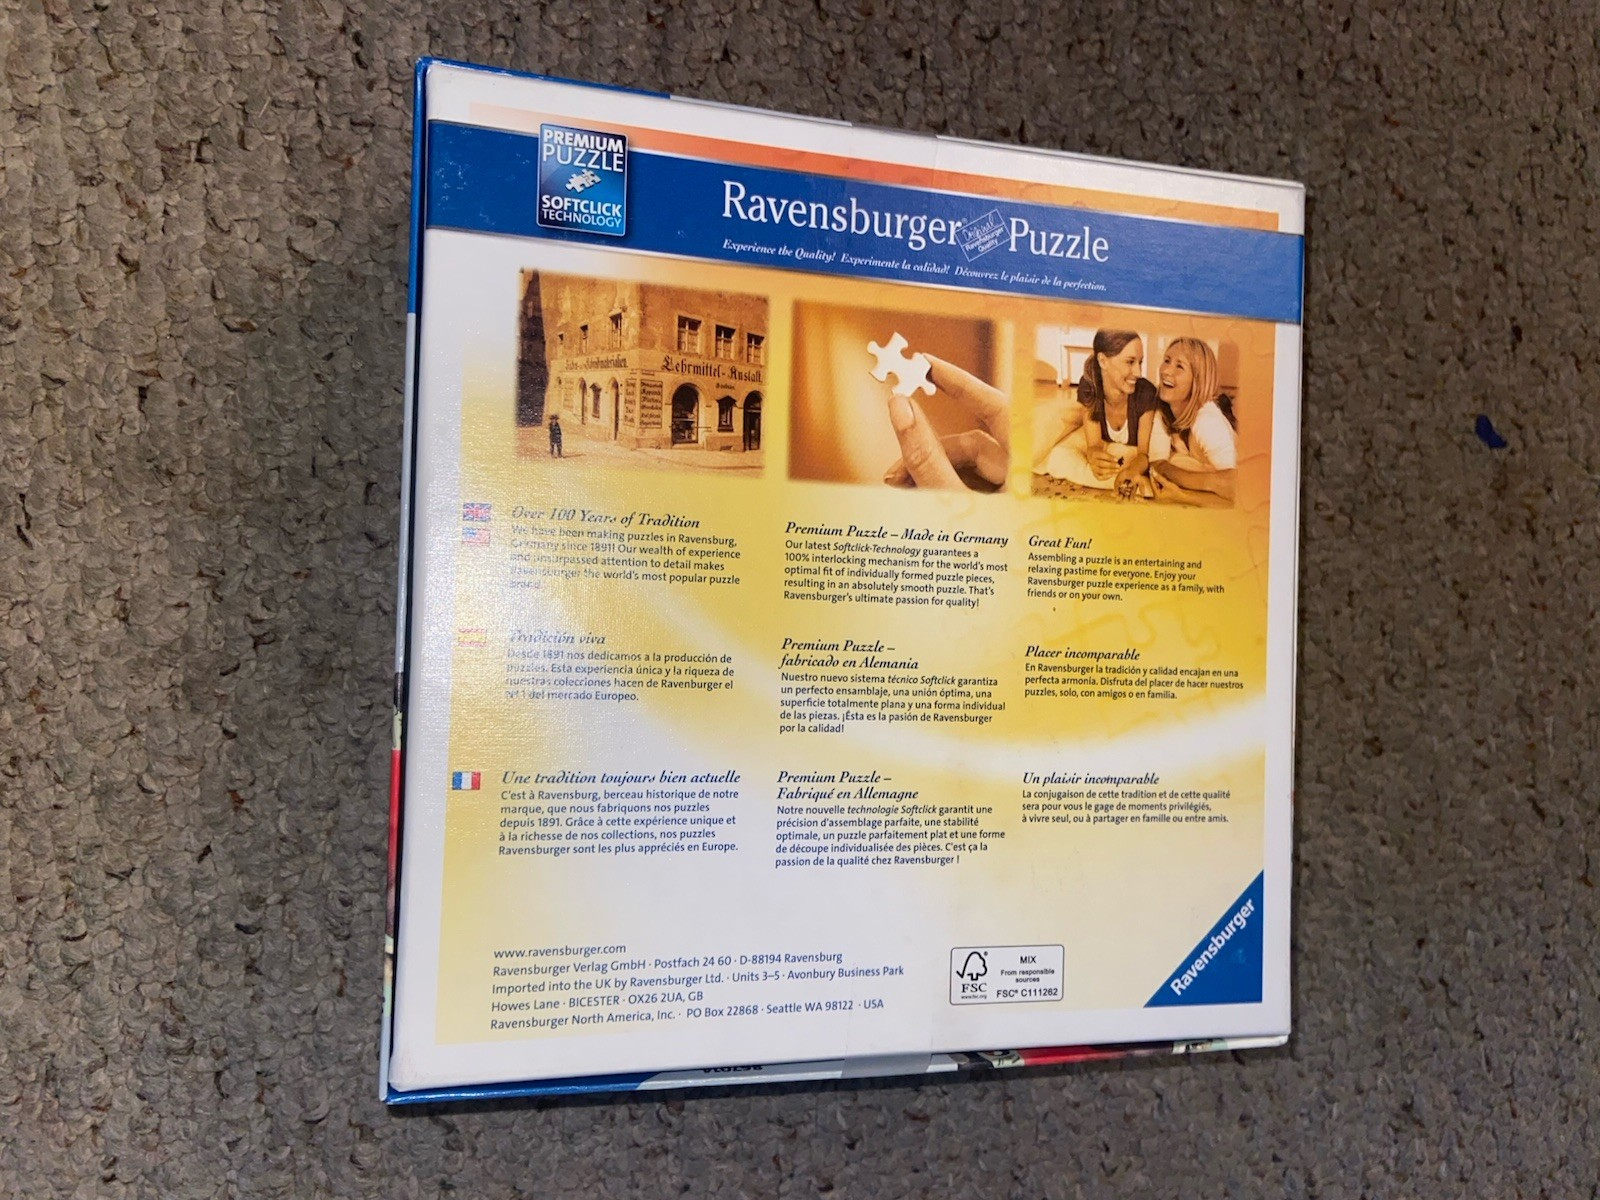 PREMIUM
PUZZLE
SOFTCLICK
TECHNOLOGY
Ravensburger® Puzzle
Original
Ravensburger
Quality
Experience the Quality! Experimente la calidad! Découvrez le plaisir de la perfection.
Lehrmittel-Anstalt
Over 100 Years of Tradition
We have been making puzzles in Ravensburg,
Germany since 1891! Our wealth of experience
and unsurpassed attention to detail makes
Ravensburger the world's most popular puzzle
brand.
Premium Puzzle – Made in Germany
Our latest Softclick-Technology guarantees a
100% interlocking mechanism for the world's most
optimal fit of individually formed puzzle pieces,
resulting in an absolutely smooth puzzle. That's
Ravensburger's ultimate passion for quality!
Great Fun!
Assembling a puzzle is an entertaining and
relaxing pastime for everyone. Enjoy your
Ravensburger puzzle experience as a family, with
friends or on your own.
Tradición viva
Desde 1891 nos dedicamos a la producción de
puzzles. Esta experiencia única y la riqueza de
nuestras colecciones hacen de Ravenburger el
Nº1 del mercado Europeo.
Premium Puzzle –
fabricado en Alemania
Nuestro nuevo sistema técnico Softclick garantiza
un perfecto ensamblaje, una unión óptima, una
superficie totalmente plana y una forma individual
de las piezas. ¡Ésta es la pasión de Ravensburger
por la calidad!
Placer incomparable
En Ravensburger la tradición y calidad encajan en una
perfecta armonia. Disfruta del placer de hacer nuestros
puzzles, solo, con amigos o en familia.
Une tradition toujours bien actuelle
C'est à Ravensburg, berceau historique de notre
marque, que nous fabriquons nos puzzles
depuis 1891. Grâce à cette expérience unique et
à la richesse de nos collections, nos puzzles
Ravensburger sont les plus appréciés en Europe.
Premium Puzzle –
Fabriqué en Allemagne
Notre nouvelle technologie Softclick garantit une
précision d'assemblage parfaite, une stabilité
optimale, un puzzle parfaitement plat et une forme
de découpe individualisée des pièces. C'est ça la
passion de la qualité chez Ravensburger !
Un plaisir incomparable
La conjugaison de cette tradition et de cette qualité
sera pour vous le gage de moments privilégiés,
à vivre seul, ou à partager en famille ou entre amis.
www.ravensburger.com
Ravensburger Verlag GmbH · Postfach 24 60 · D-88194 Ravensburg
Imported into the UK by Ravensburger Ltd. · Units 3–5 · Avonbury Business Park
Howes Lane · BICESTER · OX26 2UA, GB
Ravensburger North America, Inc. · PO Box 22868 · Seattle WA 98122 · USA
FSC
www.fsc.org
MIX
From responsible
sources
FSC® C111262
Ravensburger